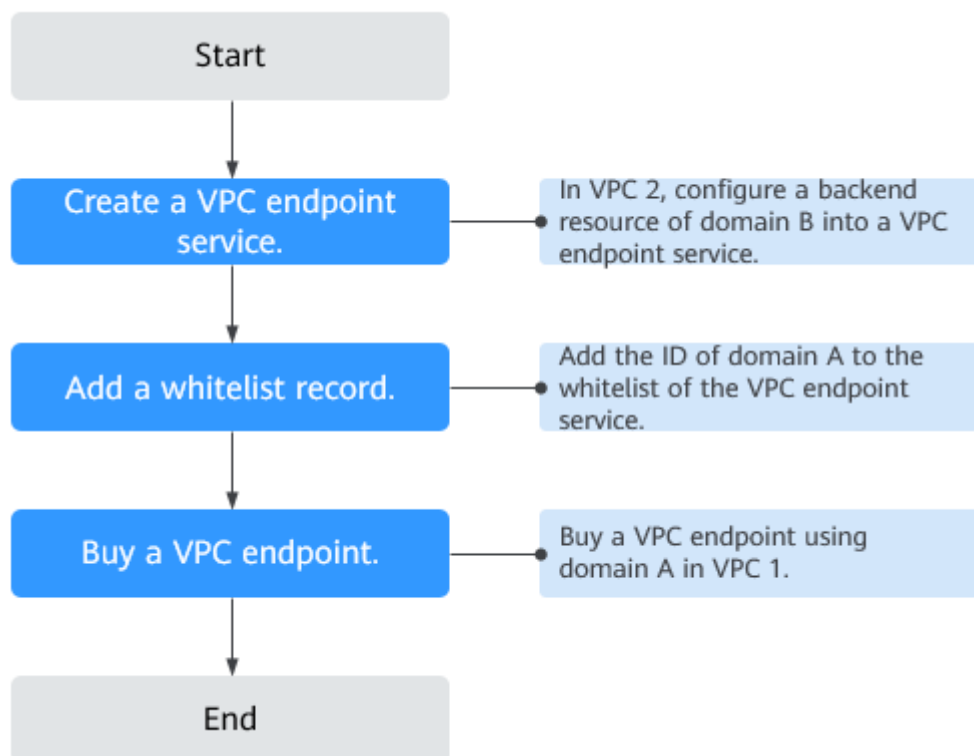 Start
Create a VPC endpoint
service.
In VPC 2, configure a backend
resource of domain B into a VPC
endpoint service.
Add a whitelist record.
Add the ID of domain A to the
whitelist of the VPC endpoint
service.
Buy a VPC endpoint.
Buy a VPC endpoint using
domain A in VPC 1.
End